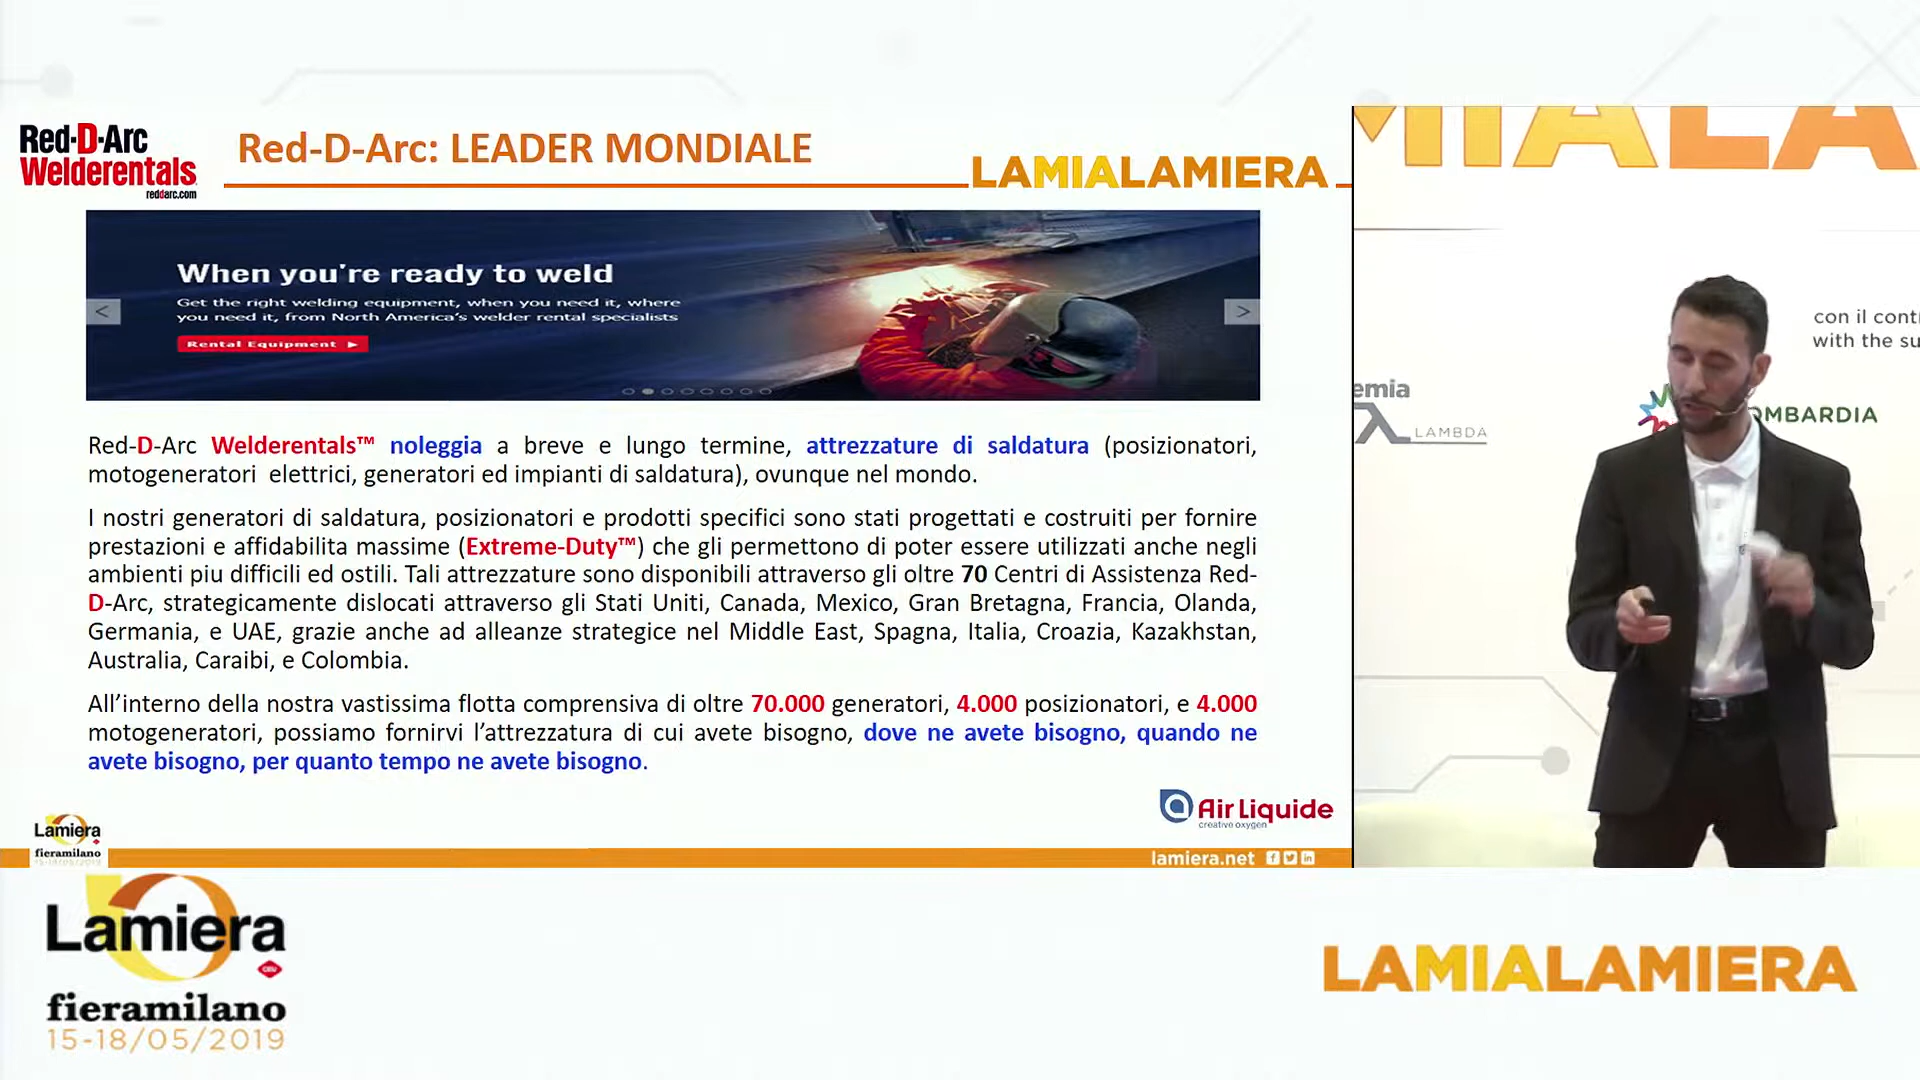 Red-D-Arc
Welderentals
reddarc.com
Red-D-Arc: LEADER MONDIALE
LAMIALAMIERA
When you're ready to weld
Get the right welding equipment, when you need it, where
you need it, from North America's welder rental specialists
Rental Equipment
Red-D-Arc Welderentals™ noleggia a breve e lungo termine, attrezzature di saldatura (posizionatori,
motogeneratori elettrici, generatori ed impianti di saldatura), ovunque nel mondo.
I nostri generatori di saldatura, posizionatori e prodotti specifici sono stati progettati e costruiti per fornire
prestazioni e affidabilita massime (Extreme-Duty™) che gli permettono di poter essere utilizzati anche negli
ambienti piu difficili ed ostili. Tali attrezzature sono disponibili attraverso gli oltre 70 Centri di Assistenza Red-
D-Arc, strategicamente dislocati attraverso gli Stati Uniti, Canada, Mexico, Gran Bretagna, Francia, Olanda,
Germania, e UAE, grazie anche ad alleanze strategice nel Middle East, Spagna, Italia, Croazia, Kazakhstan,
Australia, Caraibi, e Colombia.
All'interno della nostra vastissima flotta comprensiva di oltre 70.000 generatori, 4.000 posizionatori, e 4.000
motogeneratori, possiamo fornirvi l'attrezzatura di cui avete bisogno, dove ne avete bisogno, quando ne
avete bisogno, per quanto tempo ne avete bisogno.
Air Liquide
creative oxygen
Lamiera
fieramilano
15-18/05/2019
lamiera.net
MIALA
con il cont
with the su
emia
LAMBDA
OMBARDIA
Lamiera
CEU
fieramilano
15-18/05/2019
LAMIALAMIERA